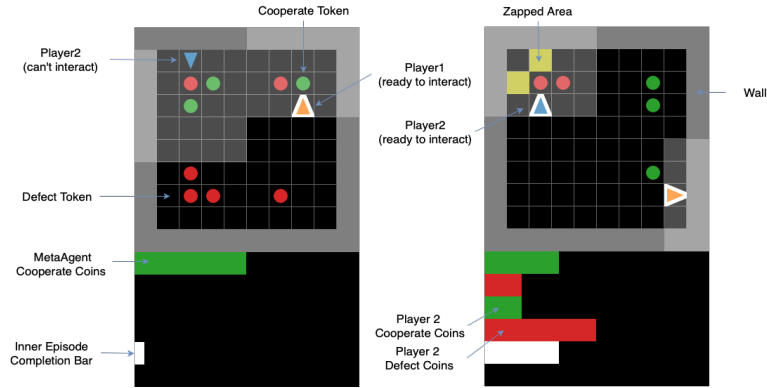 Cooperate Token
Zapped Area
Player2
(can't interact)
Player1
(ready to interact)
Player2
(ready to interact)
Wall
Defect Token
MetaAgent
Cooperate Coins
Player 2
Cooperate Coins
Inner Episode
Completion Bar
Player 2
Defect Coins